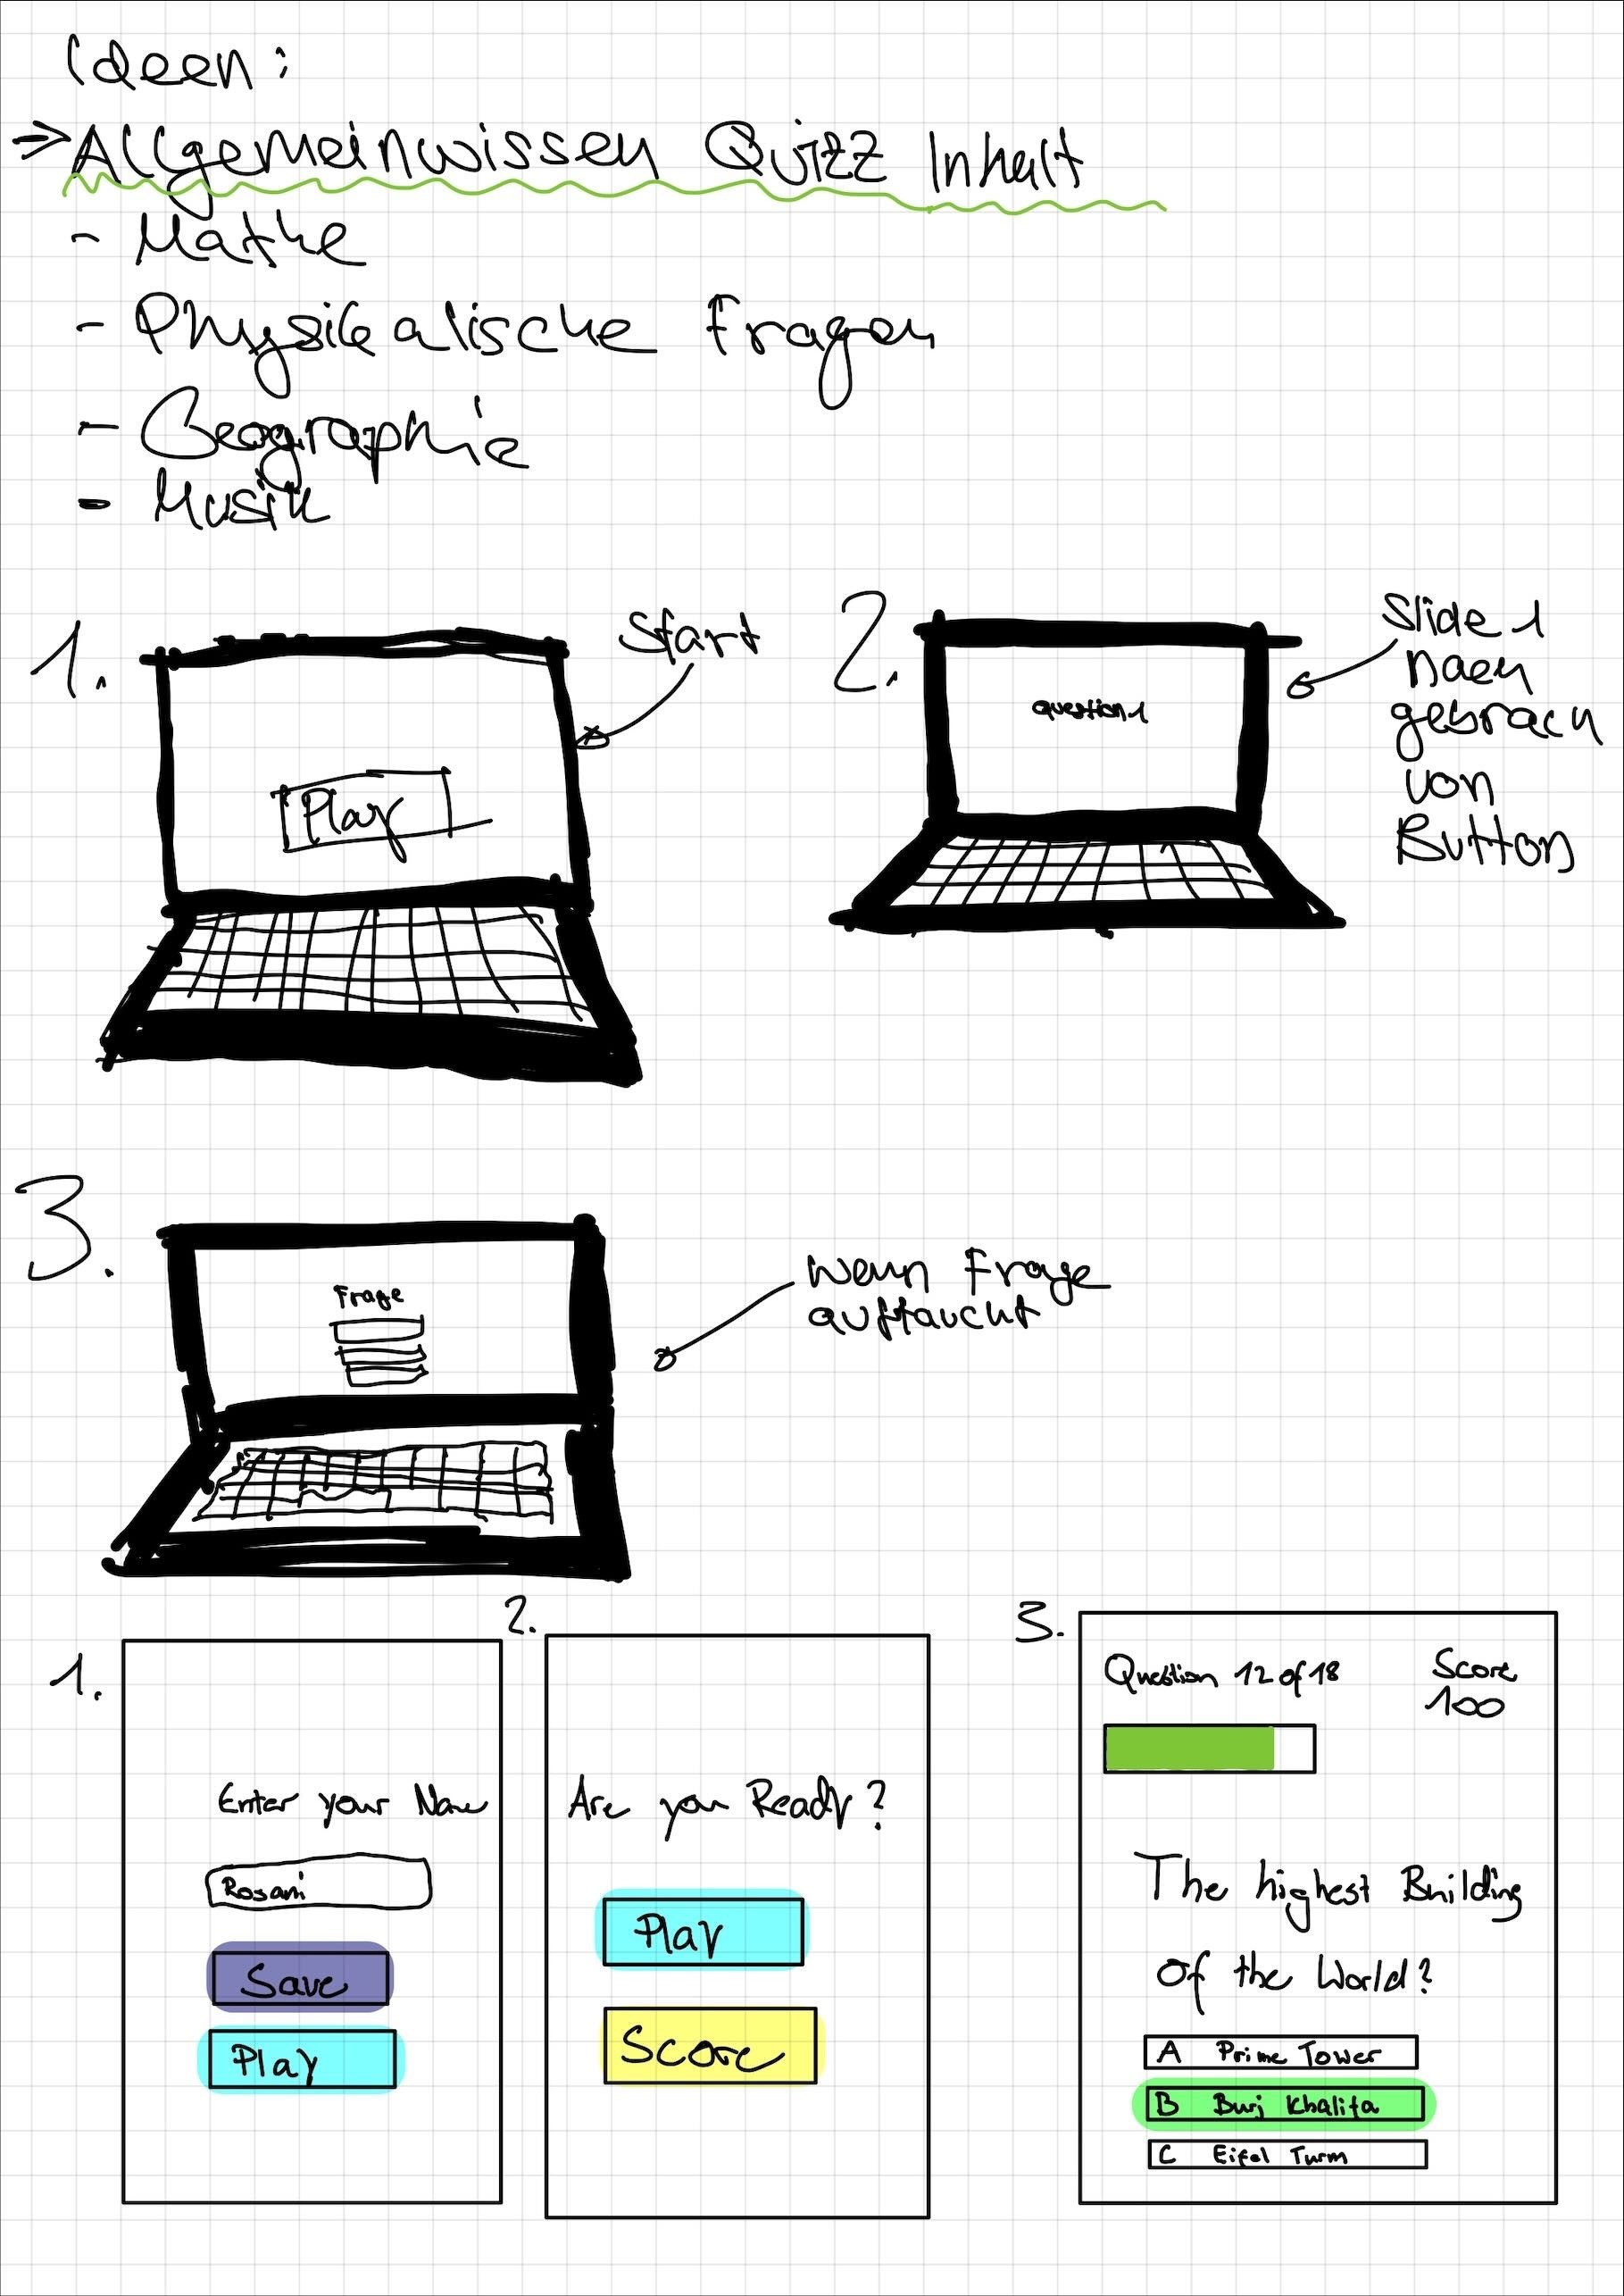 Ideen:
=> Allgemeinwissen Quizz Inhalt
- Mathe
- Physikalische Fragen
- Geographie
- Musik
1.
Start
Play
2.
Slide 1
nach
gebrach
von
Button
question 1
3.
Frage
wenn Frage
auftaucht
1.
Enter your Name
Rosani
Save
Play
2.
Are you Ready?
Play
Score
3.
Question 12 of 18
Score
100
The highest Building
Of the World?
A Prime Tower
B Burj Khalifa
C Eifel Turm